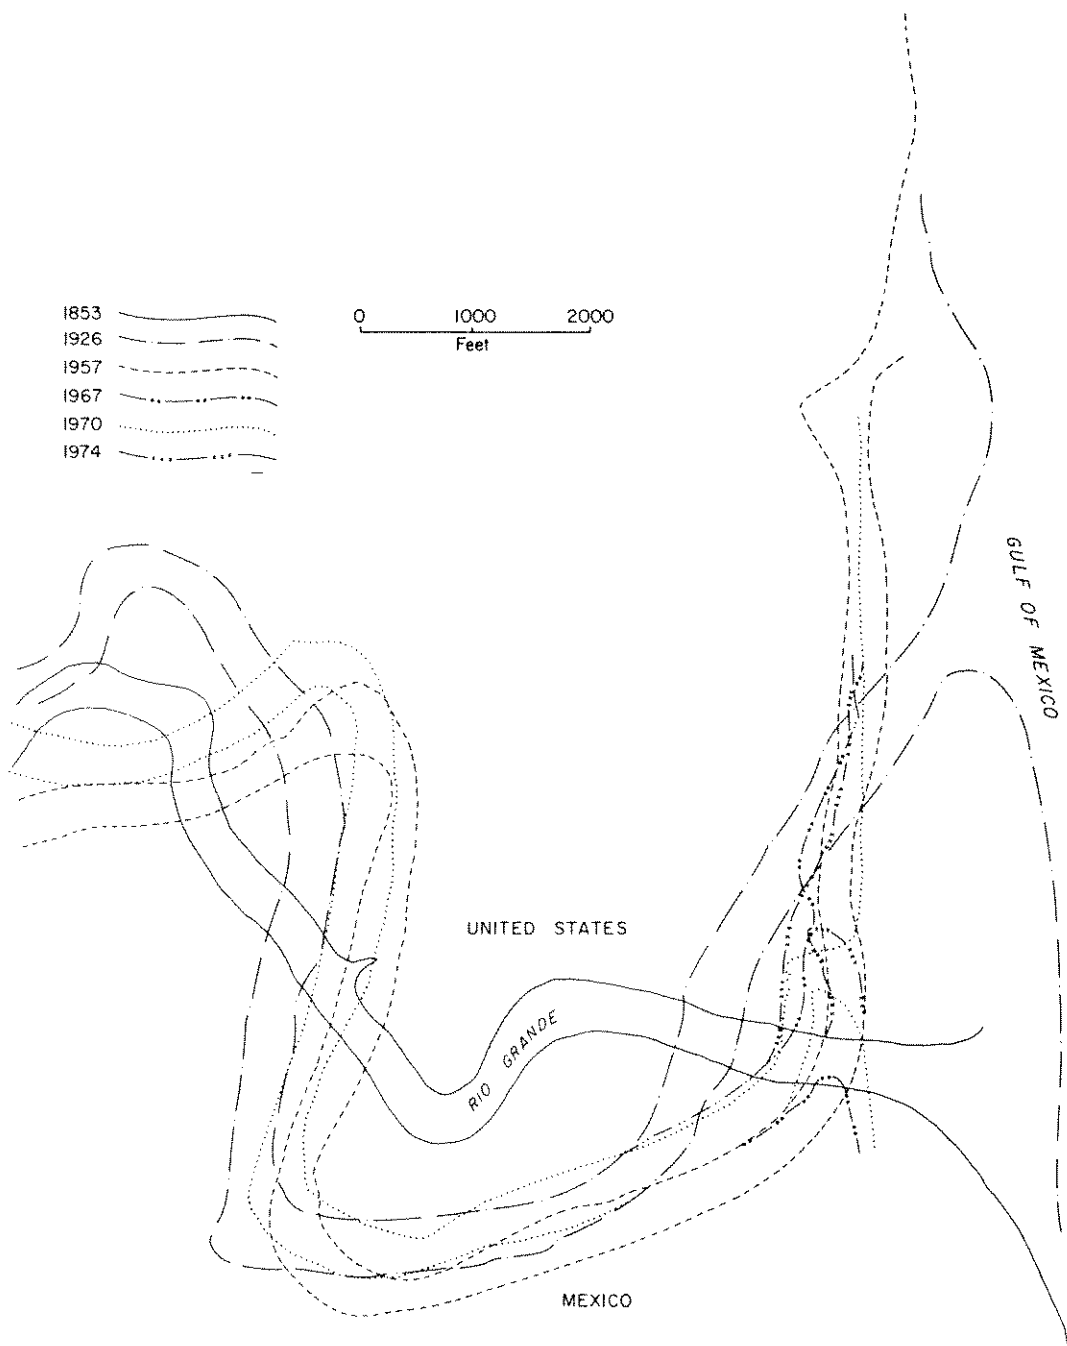 1853
1926
1957
1967
1970
1974
0 1000 2000
Feet
GULF OF MEXICO
UNITED STATES
RIO GRANDE
MEXICO